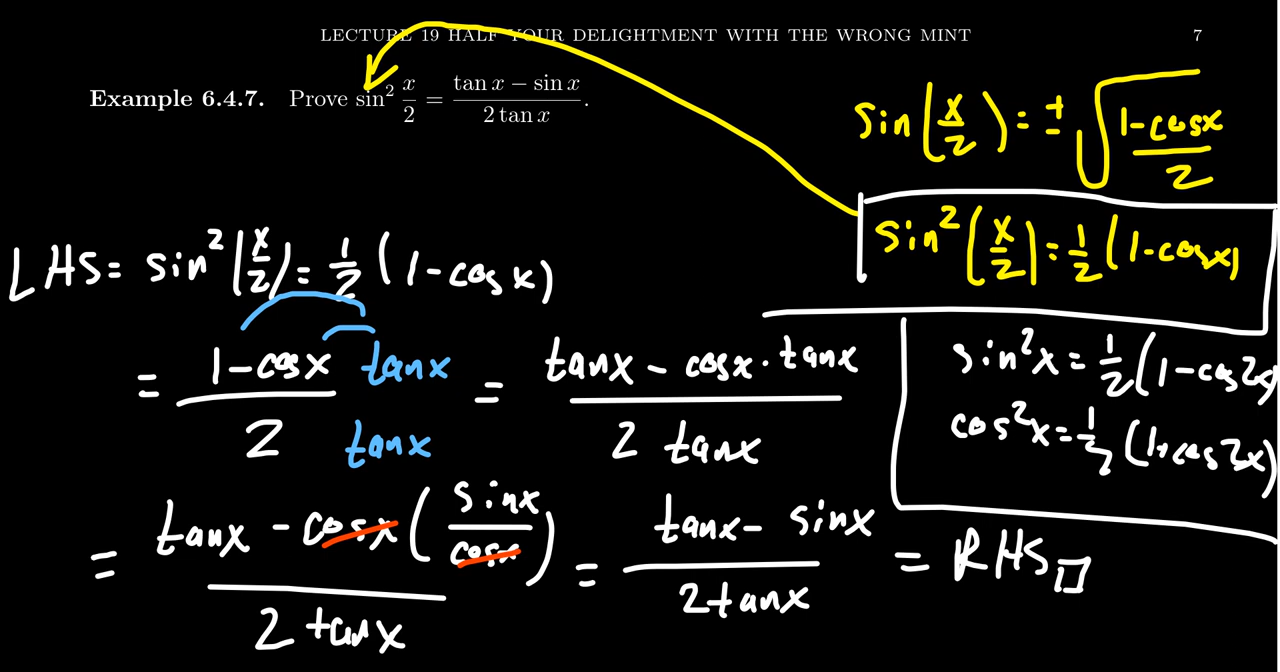 LECTURE 19 HALF YOUR DELIGHTMENT WITH THE WRONG MINT 7
Example 6.4.7. Prove sin² x/2 = (tan x − sin x)/(2 tan x).
sin(x/2) = ± √((1-cosx)/2)
sin²(x/2) = 1/2 (1-cosx)
LHS = sin²(x/2) = 1/2 (1-cosx)
= (1-cosx)/2 tanx/tanx = (tanx - cosx · tanx)/(2 tanx)
sin²x = 1/2 (1-cos2x)
cos²x = 1/2 (1+cos2x)
= (tanx - cosx (sinx/cosx))/(2 tanx) = (tanx - sinx)/(2tanx) = RHS □